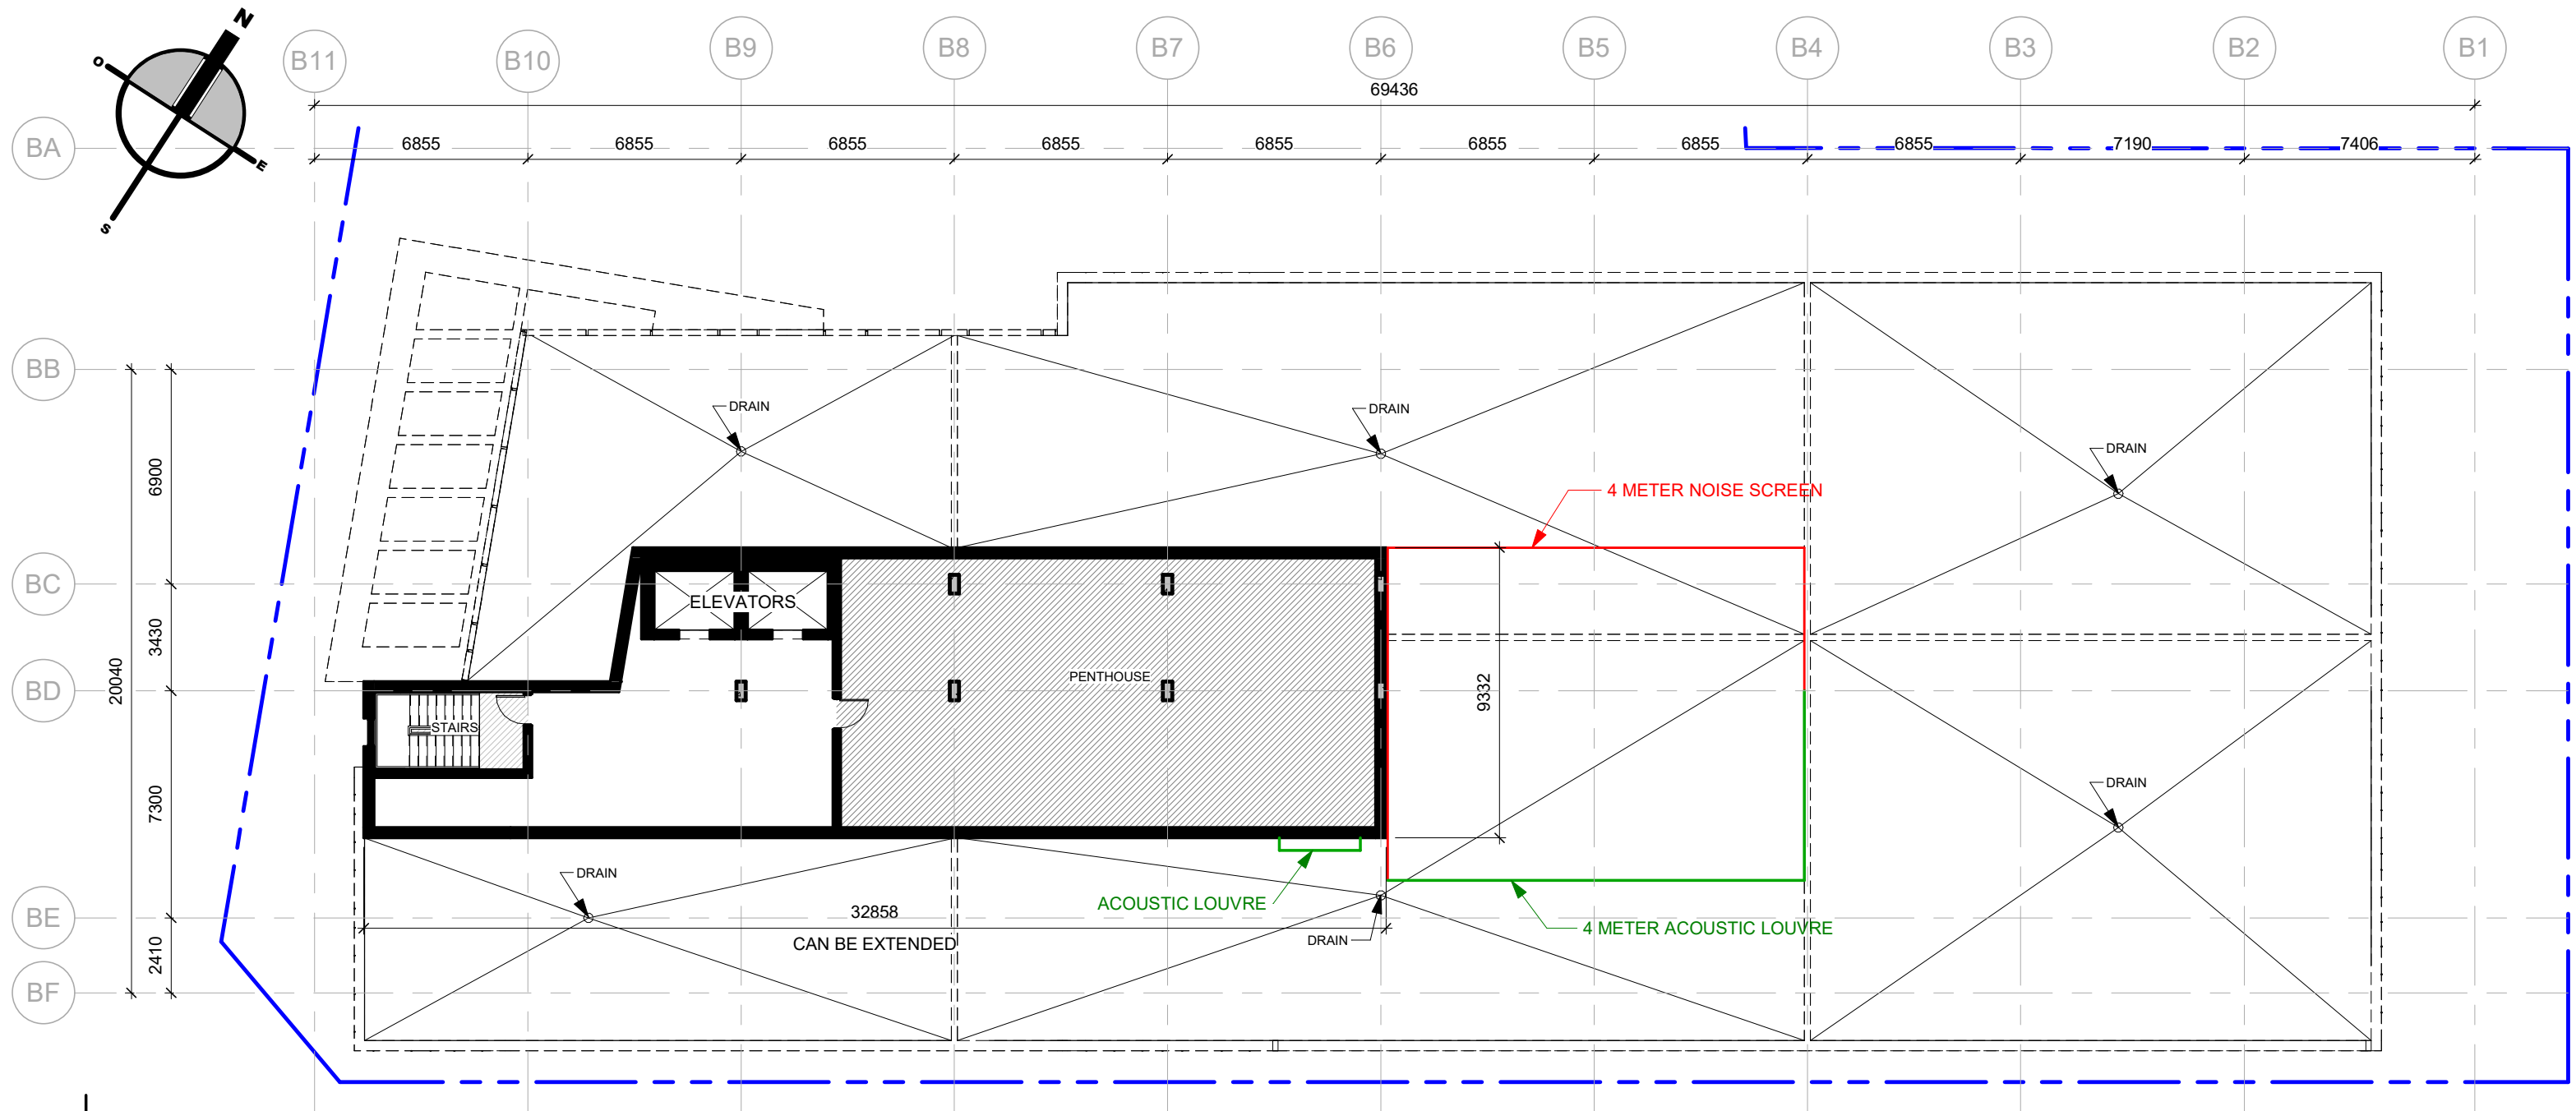 N
O
E
S
B11
B10
B9
B8
B7
B6
B5
B4
B3
B2
B1
69436
BA
6855
6855
6855
6855
6855
6855
6855
6855
7190
7406
BB
6900
DRAIN
DRAIN
DRAIN
4 METER NOISE SCREEN
BC
ELEVATORS
3430
20040
BD
PENTHOUSE
9332
STAIRS
7300
DRAIN
DRAIN
ACOUSTIC LOUVRE
BE
32858
4 METER ACOUSTIC LOUVRE
CAN BE EXTENDED
DRAIN
2410
BF